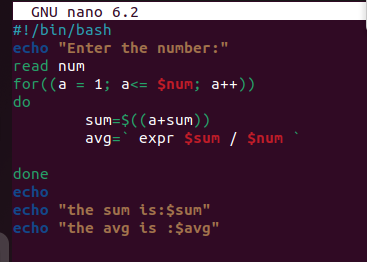 GNU nano 6.2
#!/bin/bash
echo "Enter the number:"
read num
for((a = 1; a<= $num; a++))
do
        sum=$((a+sum))
        avg=` expr $sum / $num `

done
echo
echo "the sum is:$sum"
echo "the avg is :$avg"